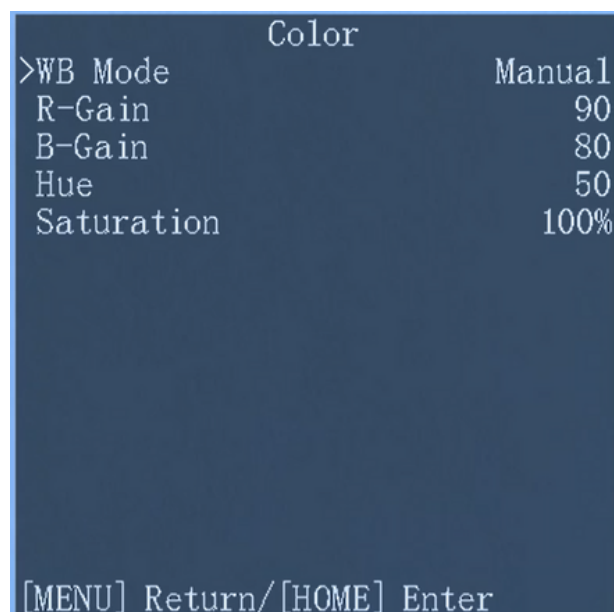 Color
>WB Mode Manual
R-Gain 90
B-Gain 80
Hue 50
Saturation 100%
[MENU] Return/[HOME] Enter